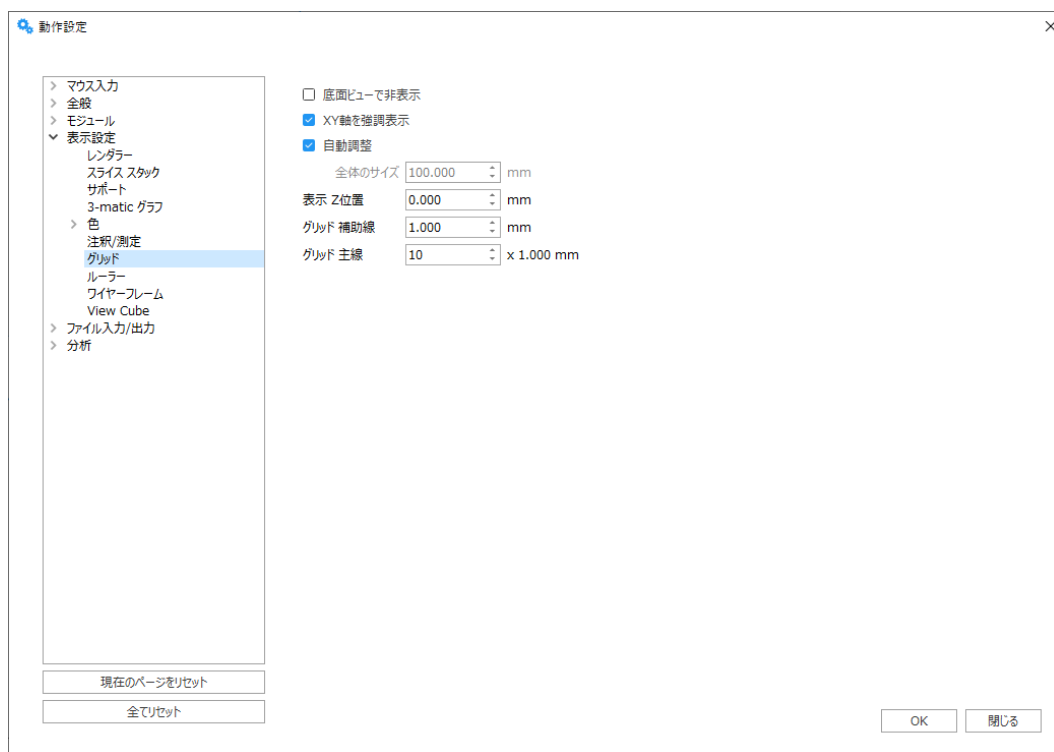 動作設定
マウス入力
全般
モジュール
表示設定
レンダラー
スライス スタック
サポート
3-matic グラフ
色
注釈/測定
グリッド
ルーラー
ワイヤーフレーム
View Cube
ファイル入力/出力
分析
現在のページをリセット
全てリセット
底面ビューで非表示
XY軸を強調表示
自動調整
全体のサイズ 100.000 mm
表示 Z位置 0.000 mm
グリッド 補助線 1.000 mm
グリッド 主線 10 x 1.000 mm
OK 閉じる